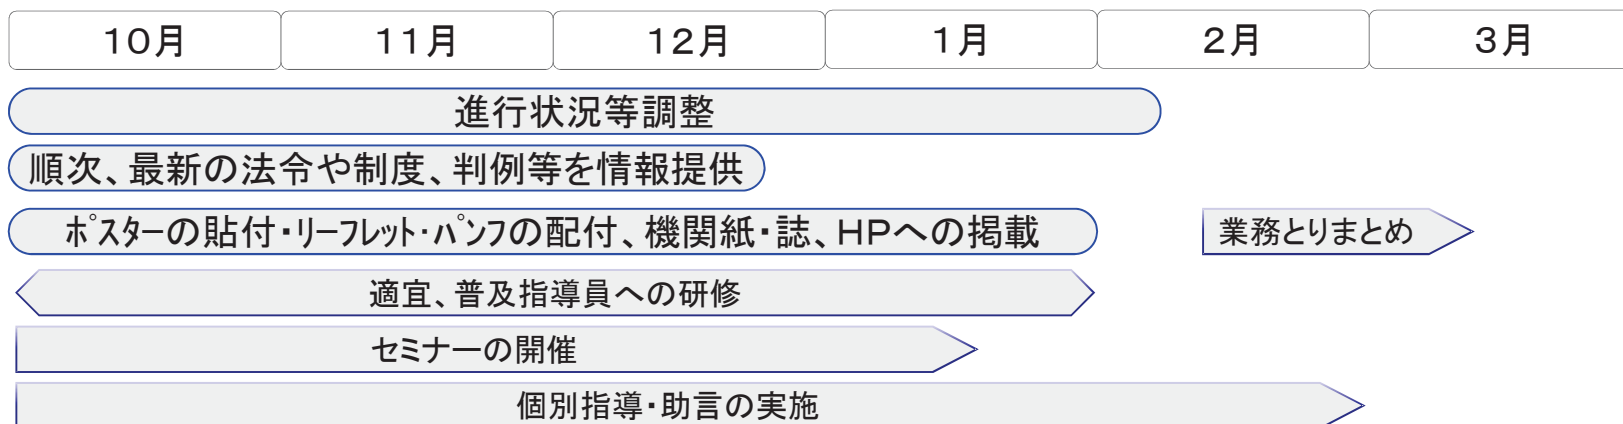 10月 11月 12月 1月 2月 3月
進行状況等調整
順次、最新の法令や制度、判例等を情報提供
ﾎﾟｽﾀｰの貼付・ﾘｰﾌﾚｯﾄ・ﾊﾟﾝﾌの配付、機関紙・誌、HPへの掲載 業務とりまとめ
適宜、普及指導員への研修
セミナーの開催
個別指導・助言の実施